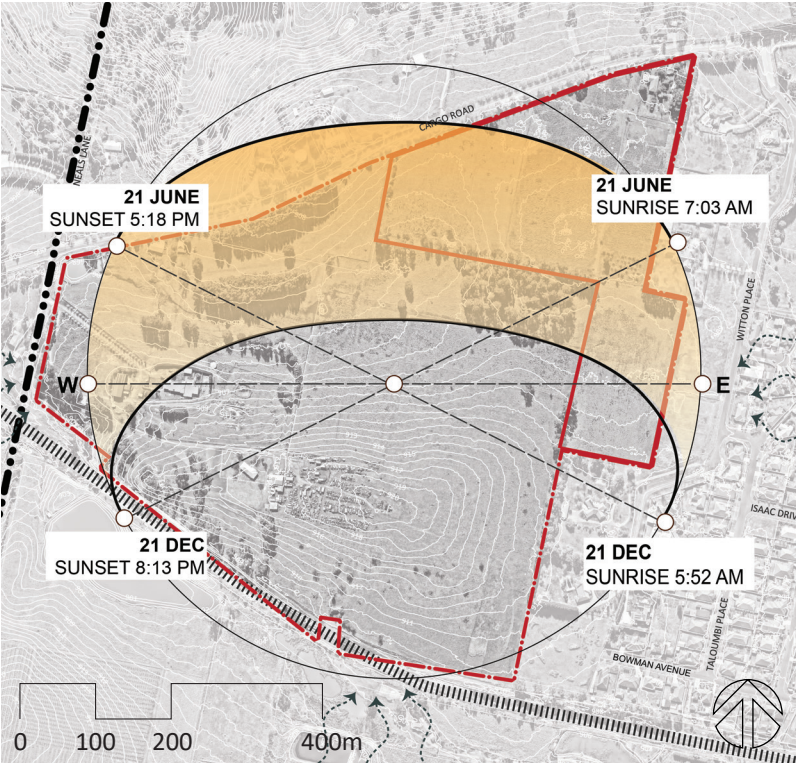 CARGO ROAD
NEALS LANE
21 JUNE
SUNSET 5:18 PM
21 JUNE
SUNRISE 7:03 AM
WITTON PLACE
W
E
ISAAC DRIV
21 DEC
SUNSET 8:13 PM
21 DEC
SUNRISE 5:52 AM
TALOUMBI PLACE
BOWMAN AVENUE
0
100
200
400m